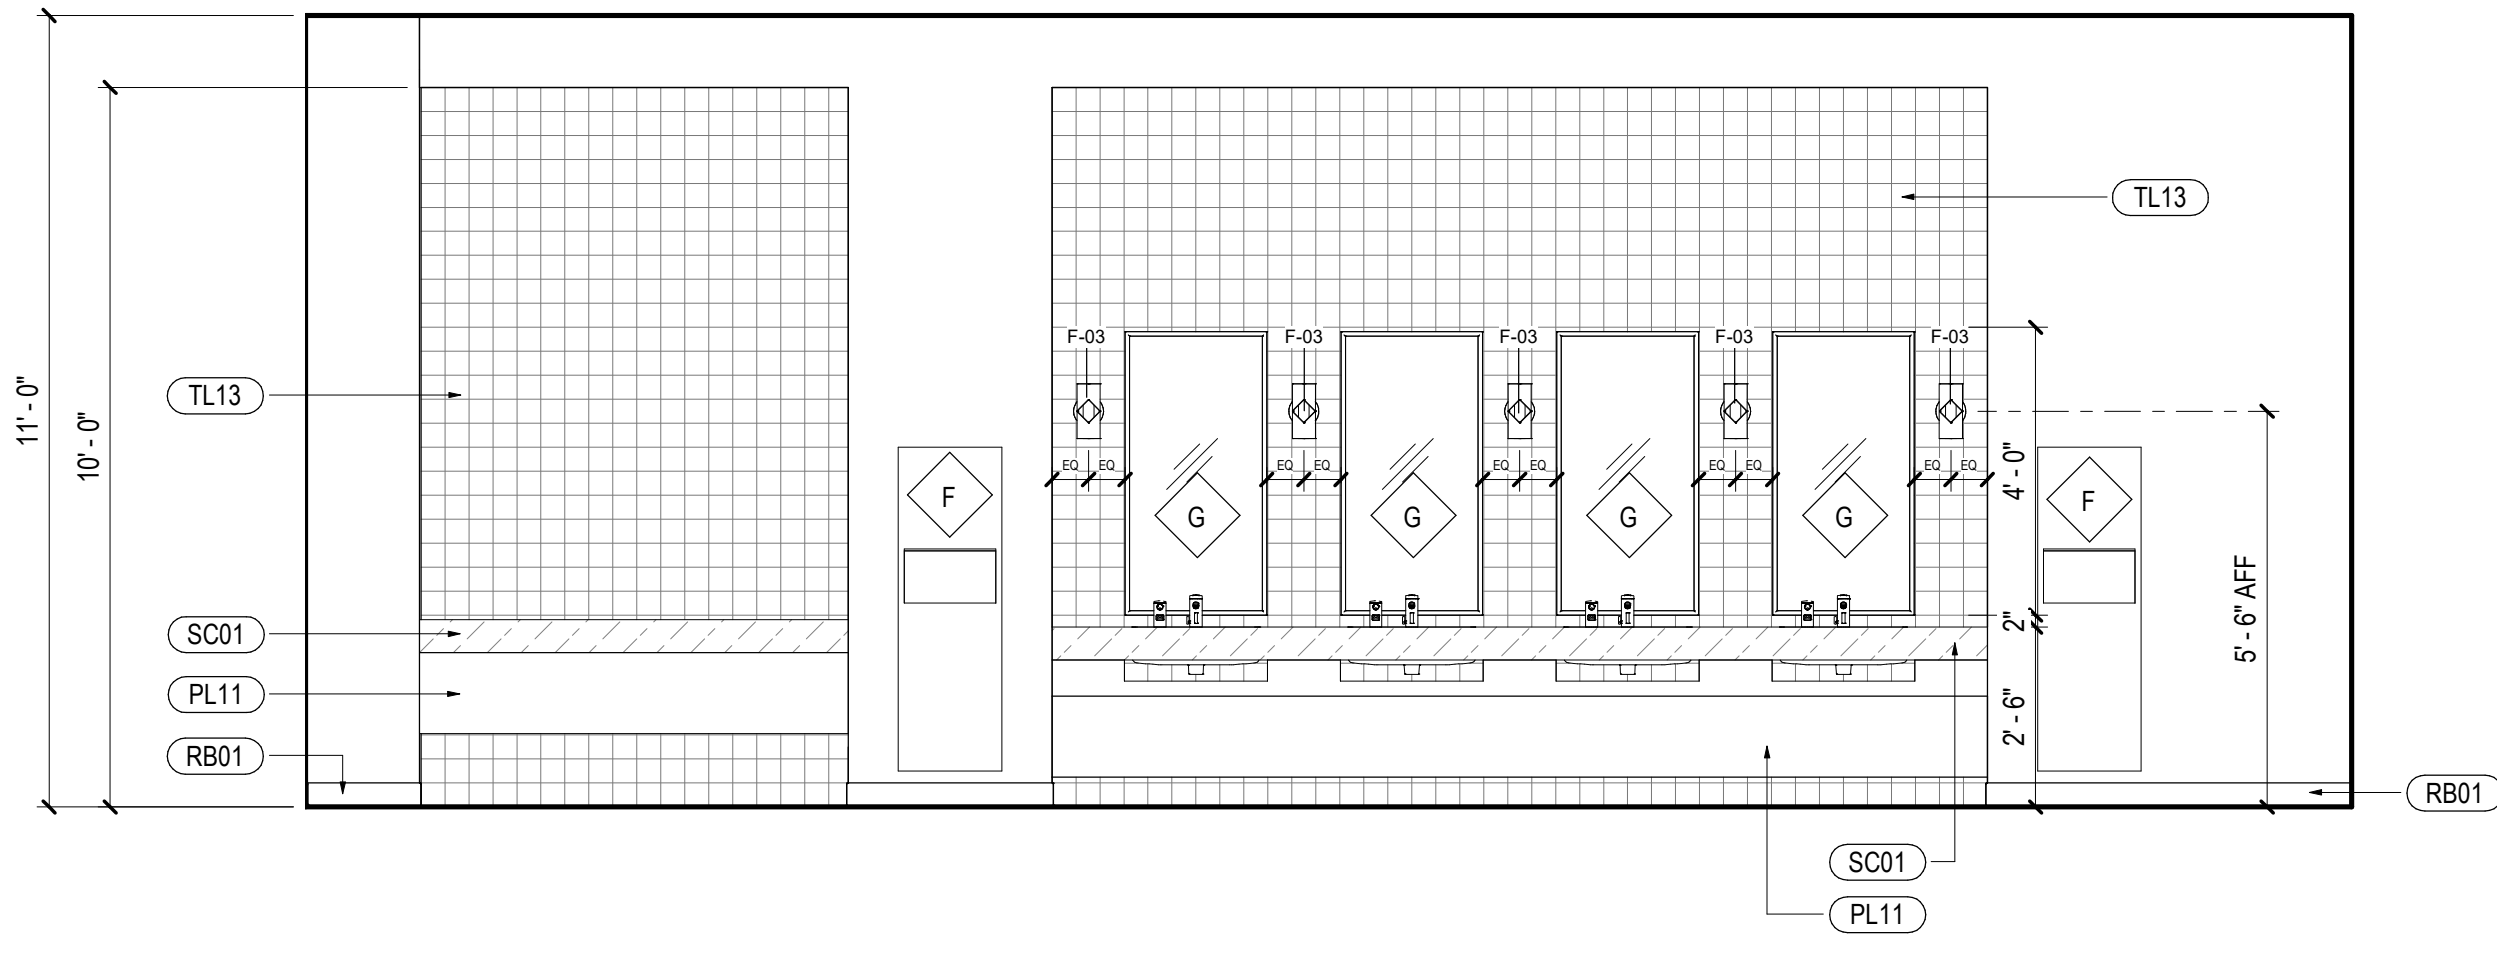 11' - 0"
10' - 0"
TL13
SC01
PL11
RB01
F
F-03
F-03
F-03
F-03
F-03
EQ
EQ
EQ
EQ
EQ
EQ
EQ
EQ
EQ
EQ
G
G
G
G
TL13
4' - 0"
2"
2' - 6"
F
5' - 6" AFF
RB01
SC01
PL11